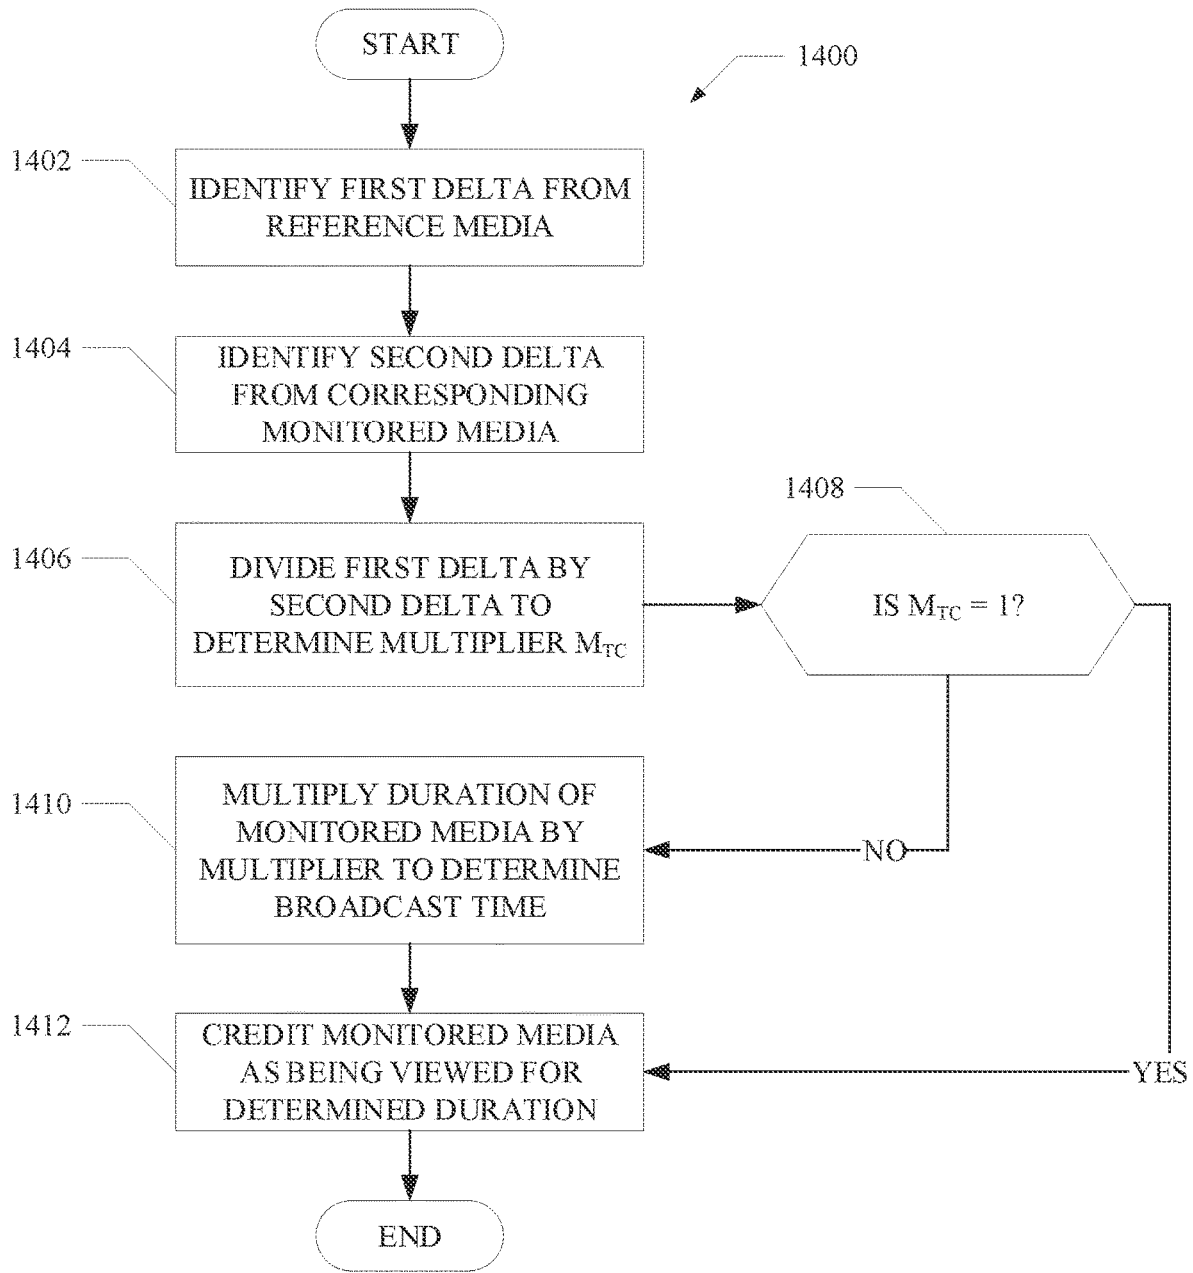 START
1400
1402
IDENTIFY FIRST DELTA FROM
REFERENCE MEDIA
1404
IDENTIFY SECOND DELTA
FROM CORRESPONDING
MONITORED MEDIA
1406
DIVIDE FIRST DELTA BY
SECOND DELTA TO
DETERMINE MULTIPLIER M_TC
1408
IS M_TC = 1?
1410
MULTIPLY DURATION OF
MONITORED MEDIA BY
MULTIPLIER TO DETERMINE
BROADCAST TIME
NO
1412
CREDIT MONITORED MEDIA
AS BEING VIEWED FOR
DETERMINED DURATION
YES
END